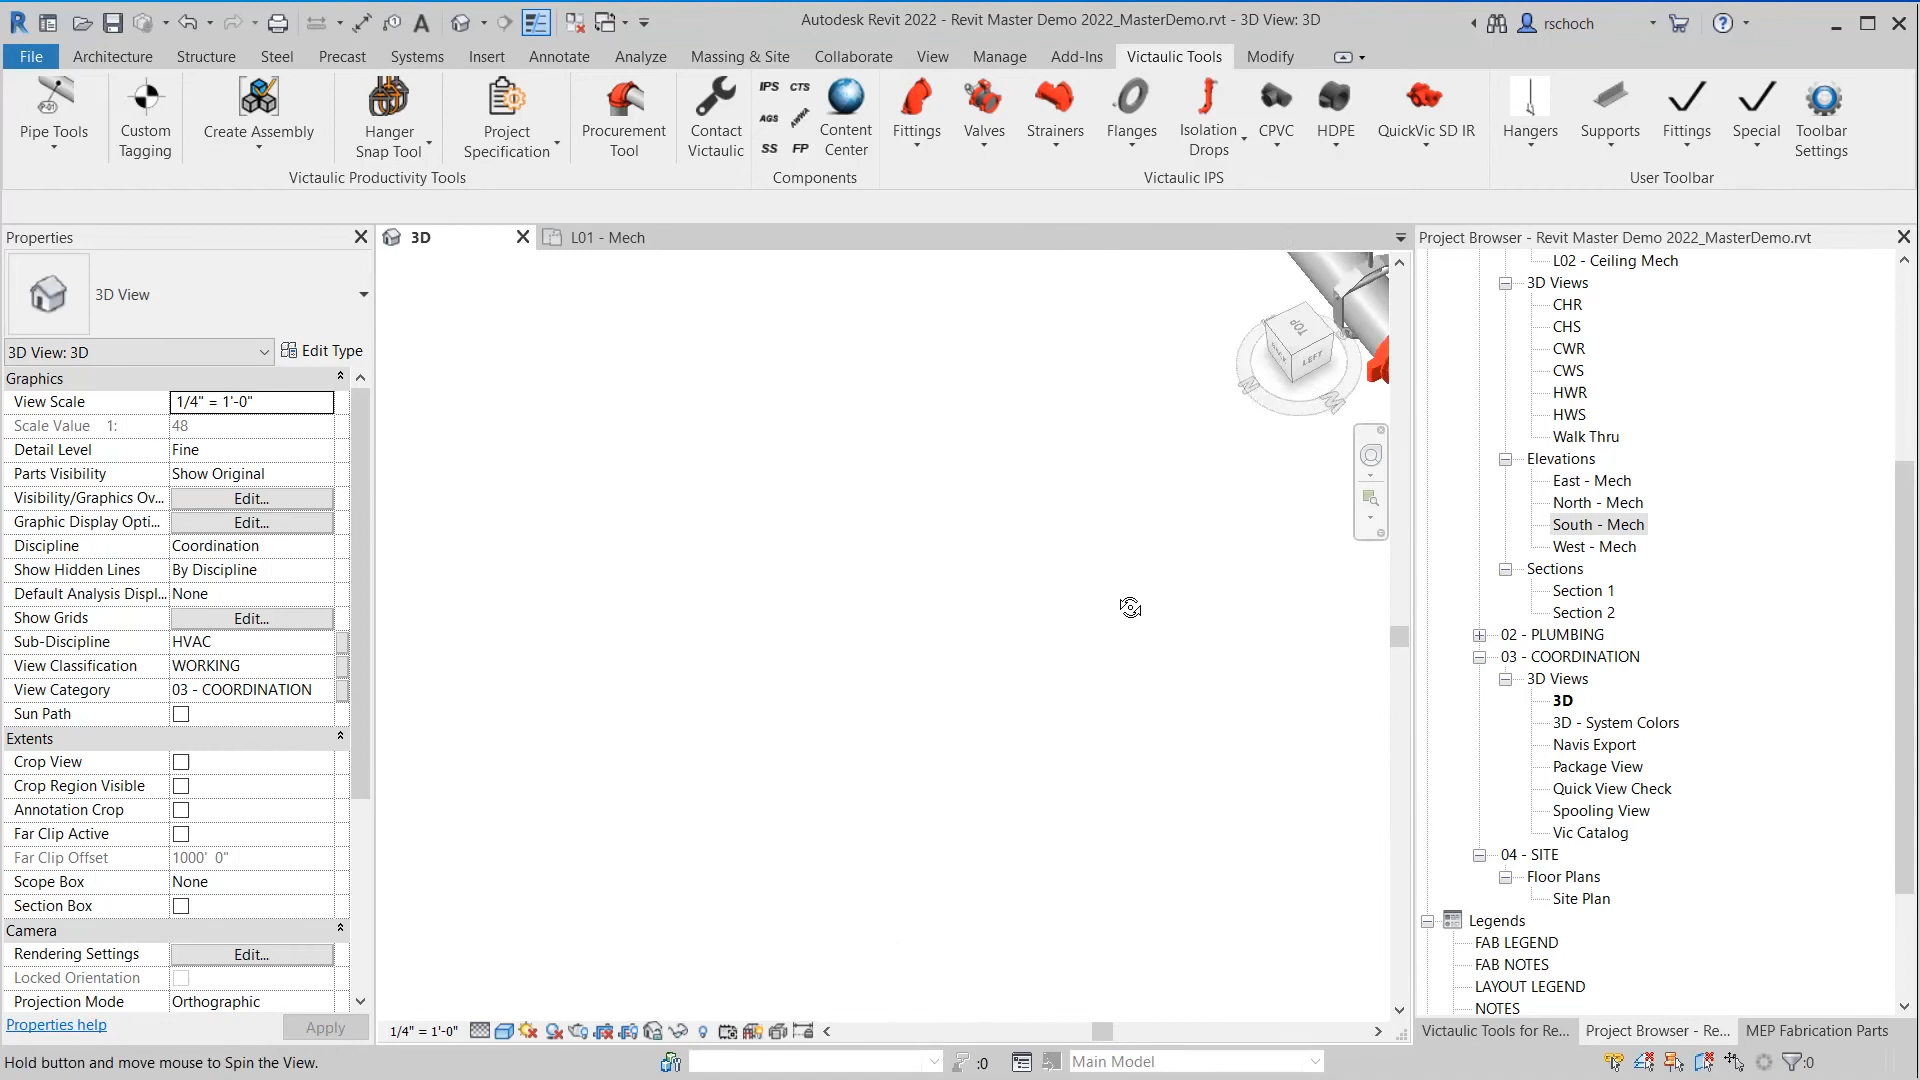 Autodesk Revit 2022 - Revit Master Demo 2022_MasterDemo.rvt - 3D View: 3D
rschoch
File
Architecture
Structure
Steel
Precast
Systems
Insert
Annotate
Analyze
Massing & Site
Collaborate
View
Manage
Add-Ins
Victaulic Tools
Modify
Pipe Tools
Custom
Tagging
Create Assembly
Hanger
Snap Tool
Project
Specification
Procurement
Tool
Contact
Victaulic
IPS CTS
AGS AWWA
SS FP
Content
Center
Fittings
Valves
Strainers
Flanges
Isolation
Drops
CPVC
HDPE
QuickVic SD IR
Hangers
Supports
Fittings
Special
Toolbar
Settings
Victaulic Productivity Tools
Components
Victaulic IPS
User Toolbar
Properties
3D View
3D View: 3D
Edit Type
Graphics
View Scale 1/4" = 1'-0"
Scale Value 1: 48
Detail Level Fine
Parts Visibility Show Original
Visibility/Graphics Ov... Edit...
Graphic Display Opti... Edit...
Discipline Coordination
Show Hidden Lines By Discipline
Default Analysis Displ... None
Show Grids Edit...
Sub-Discipline HVAC
View Classification WORKING
View Category 03 - COORDINATION
Sun Path
Extents
Crop View
Crop Region Visible
Annotation Crop
Far Clip Active
Far Clip Offset 1000' 0"
Scope Box None
Section Box
Camera
Rendering Settings Edit...
Locked Orientation
Projection Mode Orthographic
Properties help
Apply
3D
L01 - Mech
TOP
BACK
LEFT
N
W
1/4" = 1'-0"
Project Browser - Revit Master Demo 2022_MasterDemo.rvt
L02 - Ceiling Mech
3D Views
CHR
CHS
CWR
CWS
HWR
HWS
Walk Thru
Elevations
East - Mech
North - Mech
South - Mech
West - Mech
Sections
Section 1
Section 2
02 - PLUMBING
03 - COORDINATION
3D Views
3D
3D - System Colors
Navis Export
Package View
Quick View Check
Spooling View
Vic Catalog
04 - SITE
Floor Plans
Site Plan
Legends
FAB LEGEND
FAB NOTES
LAYOUT LEGEND
NOTES
Victaulic Tools for Re...
Project Browser - Re...
MEP Fabrication Parts
Hold button and move mouse to Spin the View.
:0
Main Model
:0